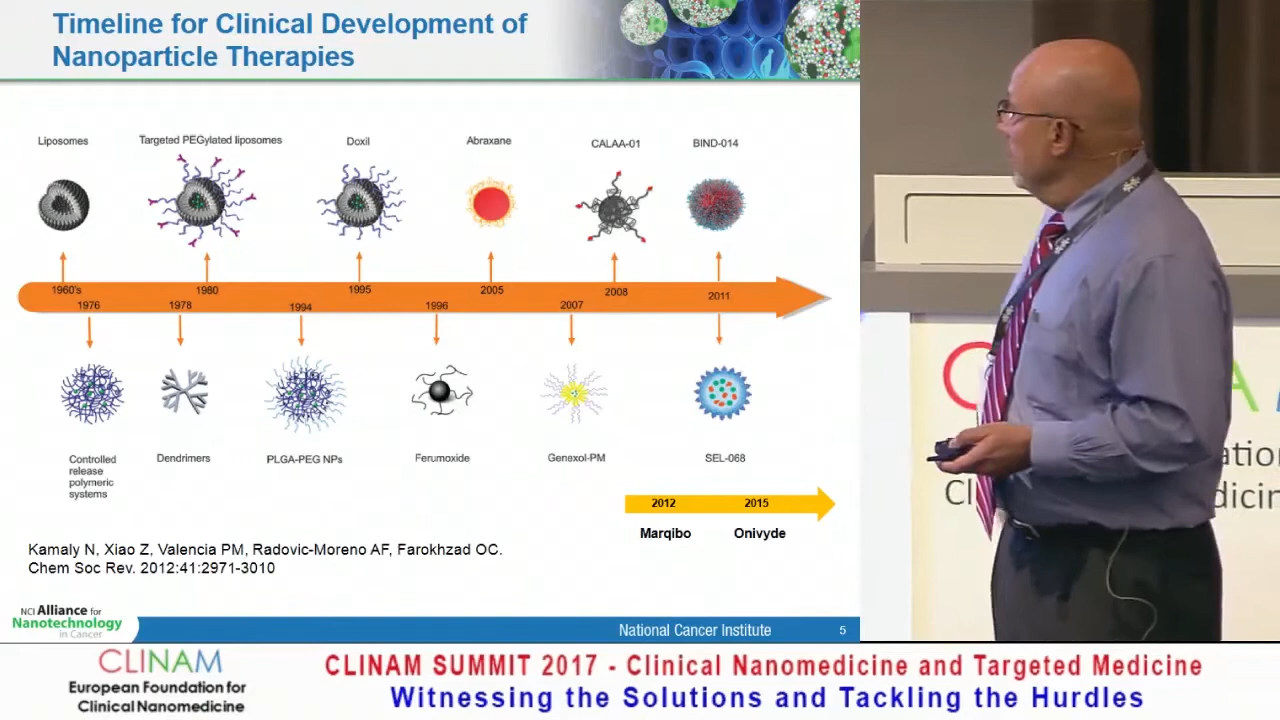 Timeline for Clinical Development of
Nanoparticle Therapies
Liposomes
Targeted PEGylated liposomes
Doxil
Abraxane
CALAA-01
BIND-014
1960's
1980
1995
2005
2008
2011
1976
1978
1994
1996
2007
Controlled
release
polymeric
systems
Dendrimers
PLGA-PEG NPs
Ferumoxide
Genexol-PM
SEL-068
2012
2015
Marqibo
Onivyde
Kamaly N, Xiao Z, Valencia PM, Radovic-Moreno AF, Farokhzad OC.
Chem Soc Rev. 2012:41:2971-3010
NCI Alliance for
Nanotechnology
in Cancer
National Cancer Institute
5
CLINAM
European Foundation for
Clinical Nanomedicine
CLINAM SUMMIT 2017 - Clinical Nanomedicine and Targeted Medicine
Witnessing the Solutions and Tackling the Hurdles